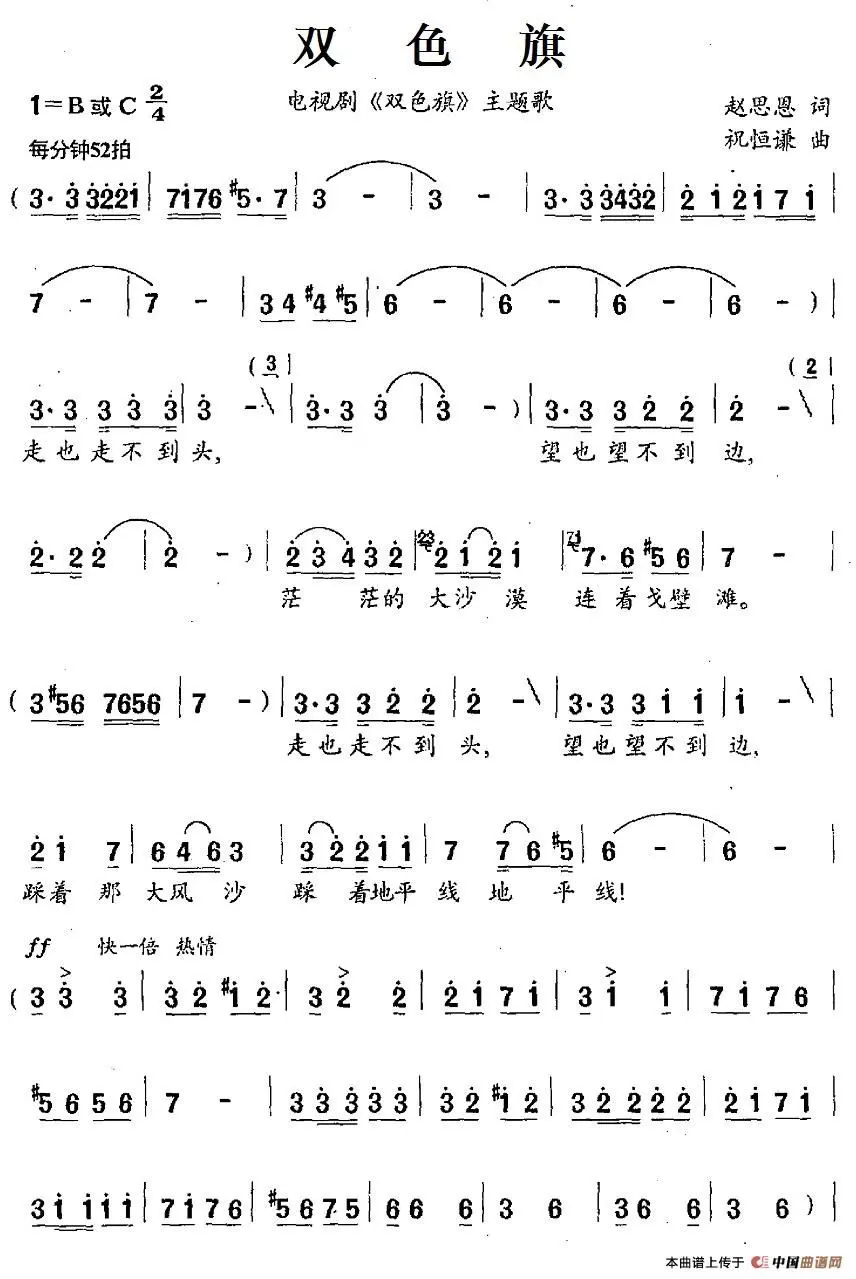 双色旗
1=B或C 2/4
电视剧《双色旗》主题歌
赵思恩 词
每分钟52拍
祝恒谦 曲
(3·3 3221|7176 #5·7|3 -|3 -|3·3 3432|2 1 2 1 7 1|
7 -|7 -|3 4 #4 #5|6 -|6 -|6 -|6 -)|
(3| (2|
3·3 3 3 3|3 -\|3·3 3|3 -)|3·3 3 2 2|2 -\|
走也走不到头, 望也望不到边,
2·2 2|2 -)|2 3 4 3 2|2 1 2 1|7·6 #5 6|7 -|
茫 茫的大沙漠 连着戈壁滩。
(3 #56 7656|7 -)|3·3 3 2 2|2 -\|3·3 3 1 1|1 -\|
走也走不到头, 望也望不到边,
2 1 7|6 4 6 3|3 2 2 1 1|7 7 6 #5|6 -|6 -|
踩着那大风沙 踩着地平线地平线!
ff 快一倍 热情
(3 3 3|3 2 #1 2|3 2 2|2 1 7 1|3 1 1|7 1 7 6|
#5 6 5 6|7 -|3 3 3 3 3|3 2 #1 2|3 2 2 2 2|2 1 7 1|
3 1 1 1 1|7 1 7 6|#5 6 7 5|6 6 6|3 6|3 6 6|3 6)|
本曲谱上传于 中国曲谱网